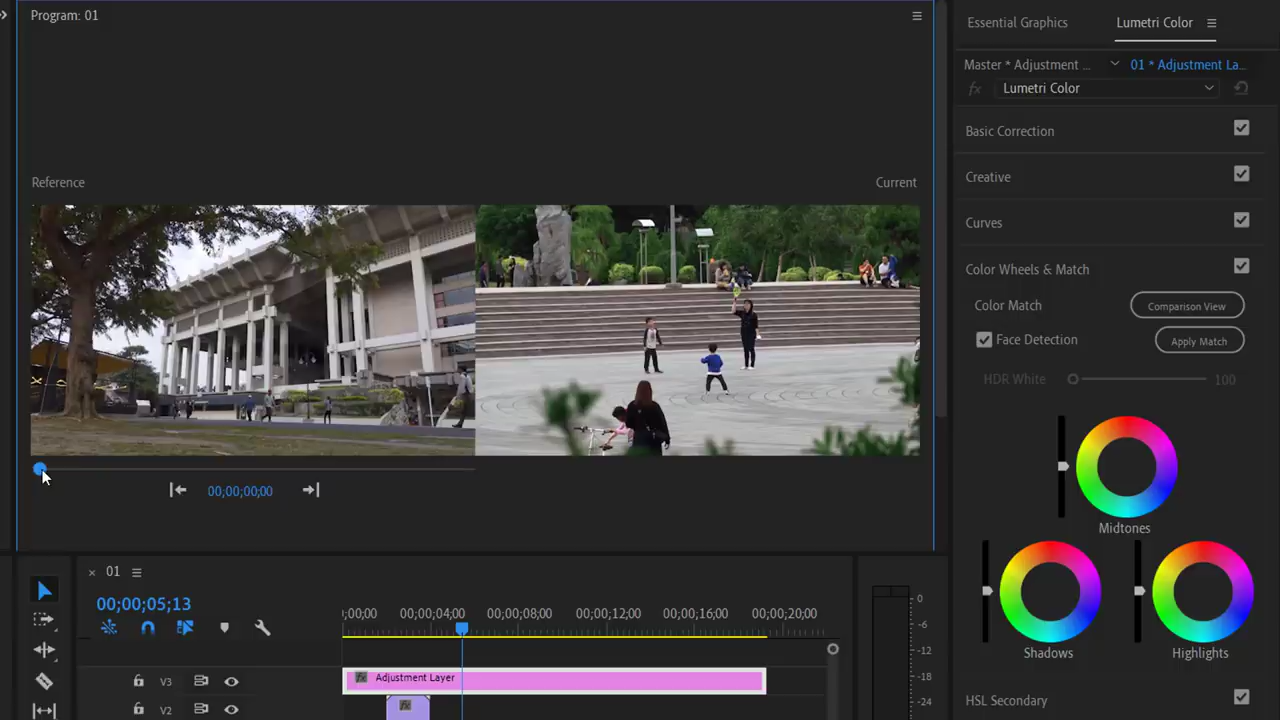 Program: 01
Essential Graphics
Lumetri Color
Master * Adjustment ...
01 * Adjustment La...
fx
Lumetri Color
Basic Correction
Reference
Current
Creative
Curves
Color Wheels & Match
Color Match
Comparison View
Face Detection
Apply Match
HDR White
100
00,00;00;00
Midtones
Shadows
Highlights
HSL Secondary
× 01
00;00;05;13
;00;00
00;00;04;00
00;00;08;00
00;00;12;00
00;00;16;00
00;00;20;00
V3
fx
Adjustment Layer
V2
fx
0
-6
-12
-18
-24